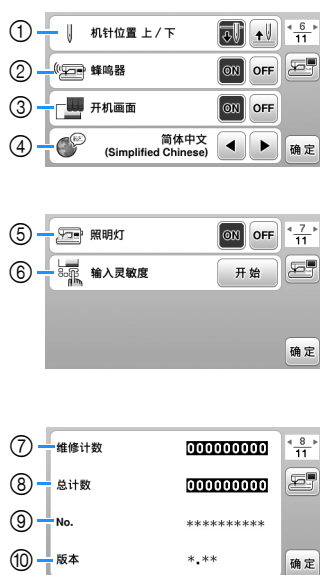 ① 机针位置 上 / 下 6
11
② 蜂鸣器 ON OFF
③ 开机画面 ON OFF
④ 简体中文
(Simplified Chinese) 确定
⑤ 照明灯 ON OFF 7
11
⑥ 输入灵敏度 开始
确定
⑦ 维修计数 000000000 8
11
⑧ 总计数 000000000
⑨ No. **********
⑩ 版本 *.** 确定